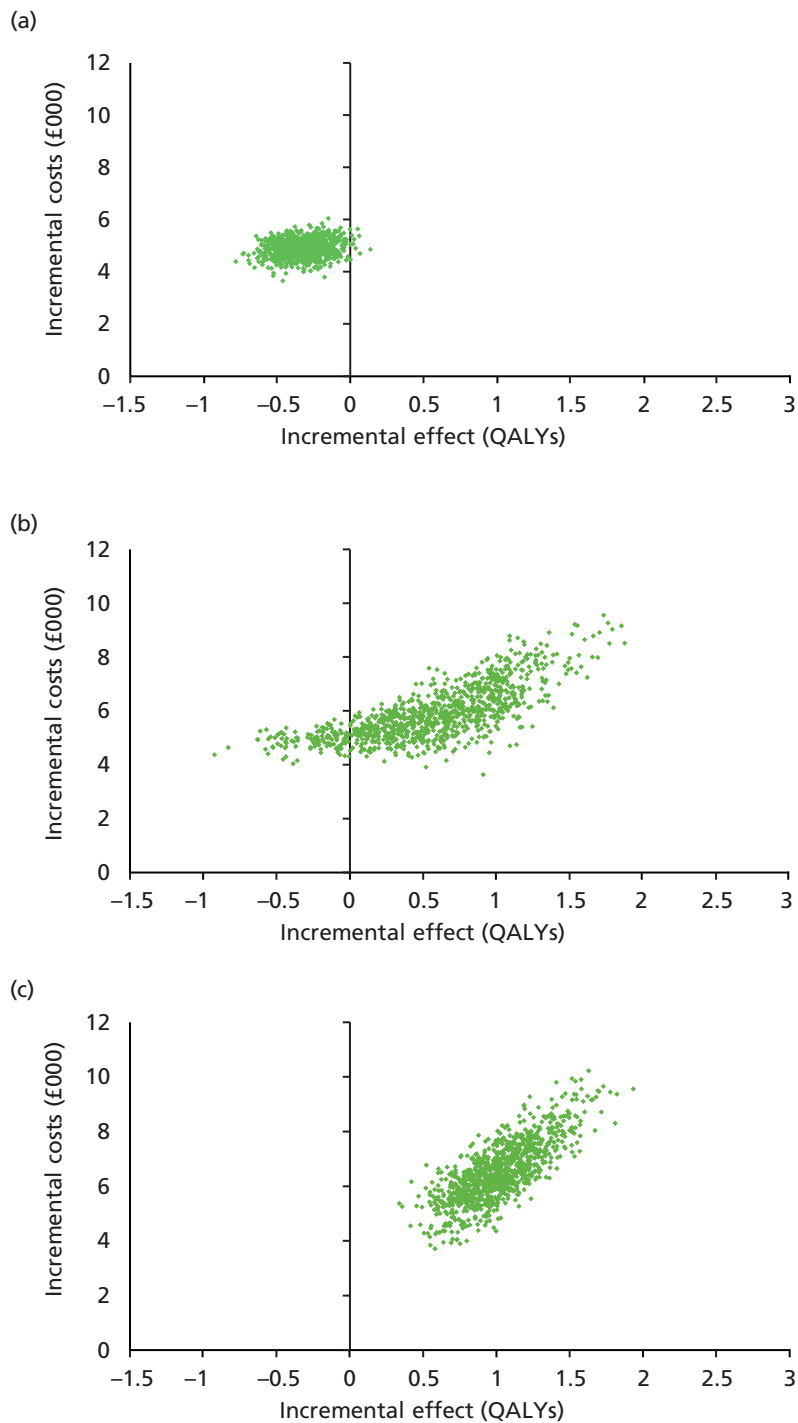 (a)
12
10
8
6
4
2
0
Incremental costs (£000)
–1.5 –1 –0.5 0 0.5 1 1.5 2 2.5 3
Incremental effect (QALYs)
(b)
12
10
8
6
4
2
0
Incremental costs (£000)
–1.5 –1 –0.5 0 0.5 1 1.5 2 2.5 3
Incremental effect (QALYs)
(c)
12
10
8
6
4
2
0
Incremental costs (£000)
–1.5 –1 –0.5 0 0.5 1 1.5 2 2.5 3
Incremental effect (QALYs)